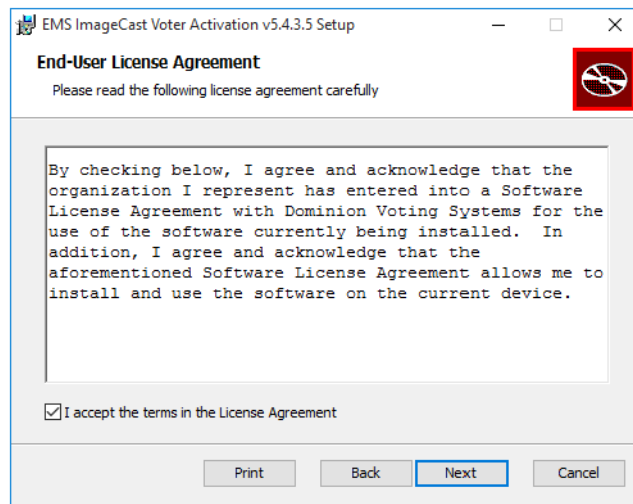 EMS ImageCast Voter Activation v5.4.3.5 Setup
End-User License Agreement
Please read the following license agreement carefully
By checking below, I agree and acknowledge that the
organization I represent has entered into a Software
License Agreement with Dominion Voting Systems for the
use of the software currently being installed.  In
addition, I agree and acknowledge that the
aforementioned Software License Agreement allows me to
install and use the software on the current device.
I accept the terms in the License Agreement
Print Back Next Cancel